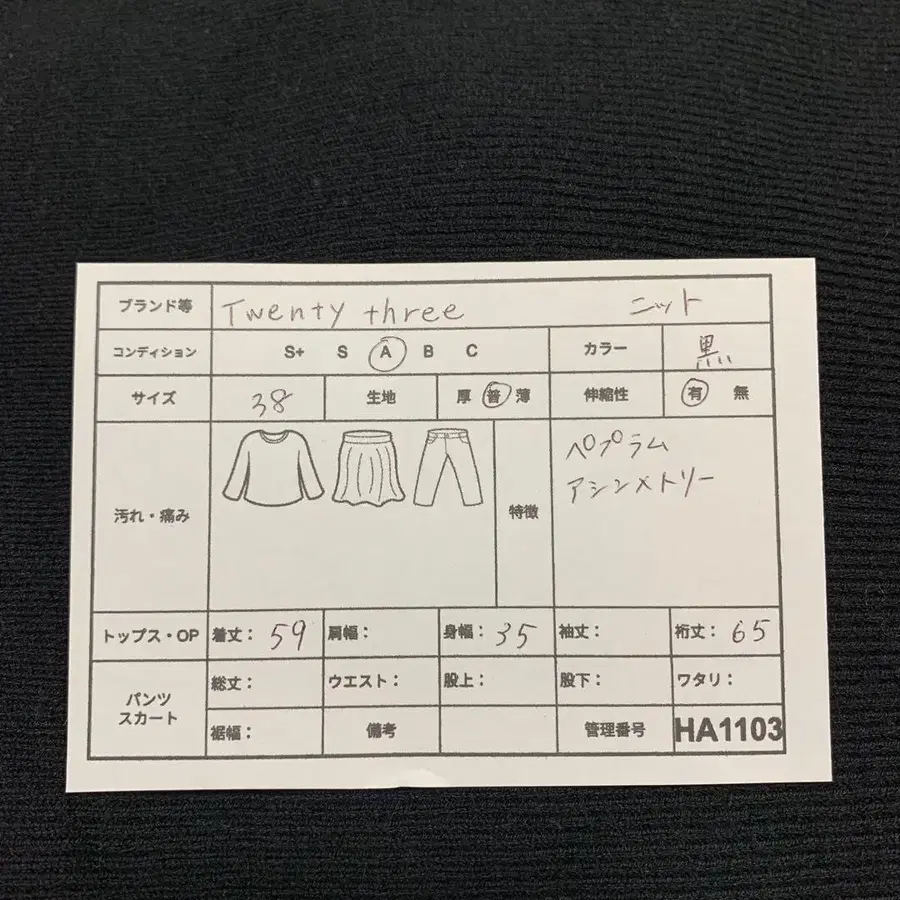 ブランド等 Twenty three ニット
コンディション S+ S A B C カラー 黒
サイズ 38 生地 厚 普 薄 伸縮性 有 無
汚れ・痛み 特徴 ペプラム
アシンメトリー
トップス・OP 着丈: 59 肩幅: 身幅: 35 袖丈: 裄丈: 65
パンツ
スカート
総丈: ウエスト: 股上: 股下: ワタリ:
裾幅: 備考 管理番号 HA1103